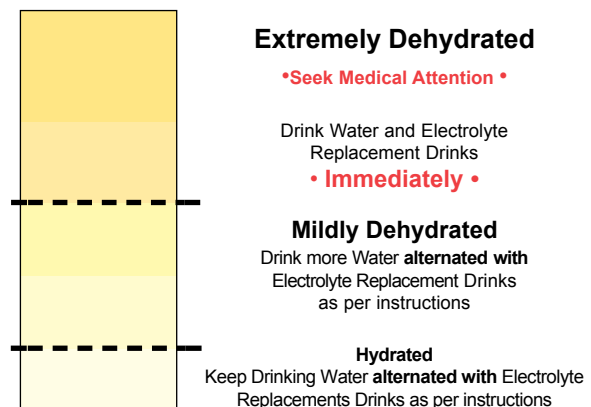 Extremely Dehydrated
•Seek Medical Attention •
Drink Water and Electrolyte
Replacement Drinks
• Immediately •
Mildly Dehydrated
Drink more Water alternated with
Electrolyte Replacement Drinks
as per instructions
Hydrated
Keep Drinking Water alternated with Electrolyte
Replacements Drinks as per instructions